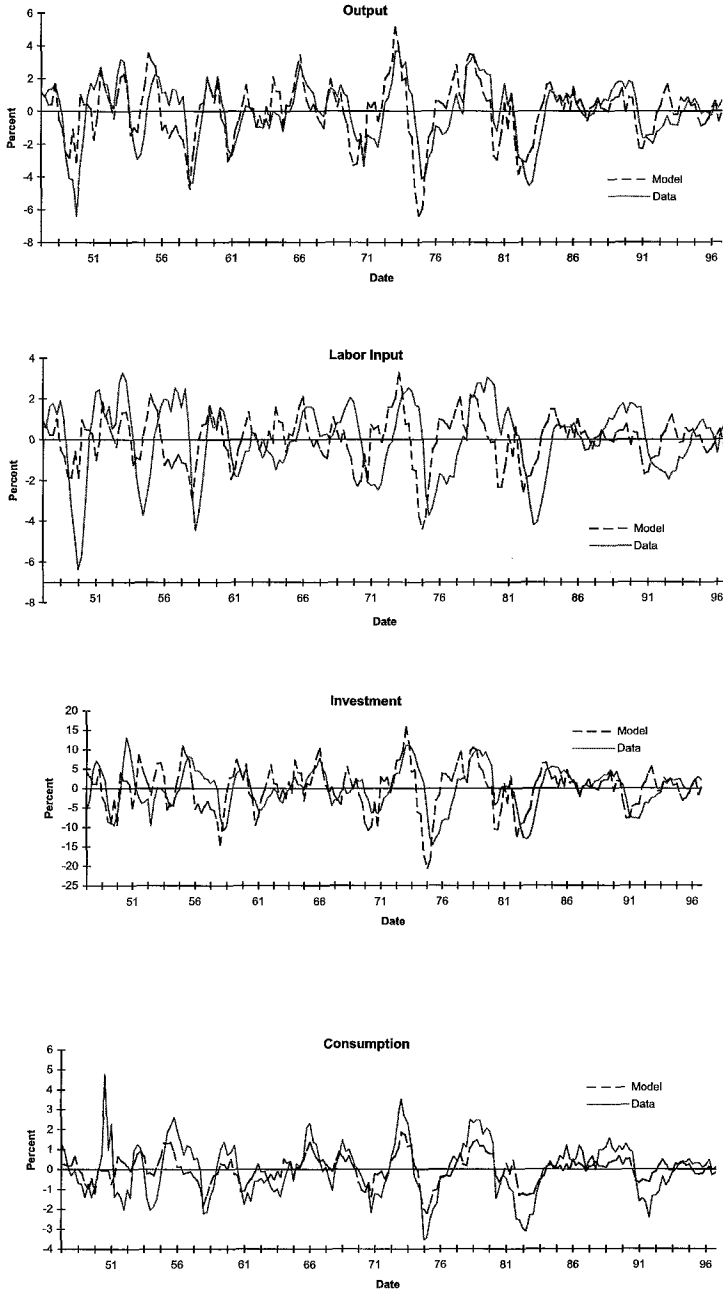 Output
6
4
2
0
-2
-4
-6
-8
Percent
Model
Data
51 56 61 66 71 76 81 86 91 96
Date
Labor Input
4
2
0
-2
-4
-6
-8
Percent
Model
Data
51 56 61 66 71 76 81 86 91 96
Date
Investment
20
15
10
5
0
-5
-10
-15
-20
-25
Percent
Model
Data
51 56 61 66 71 76 81 86 91 96
Date
Consumption
6
5
4
3
2
1
0
-1
-2
-3
-4
Percent
Model
Data
51 56 61 66 71 76 81 86 91 96
Date